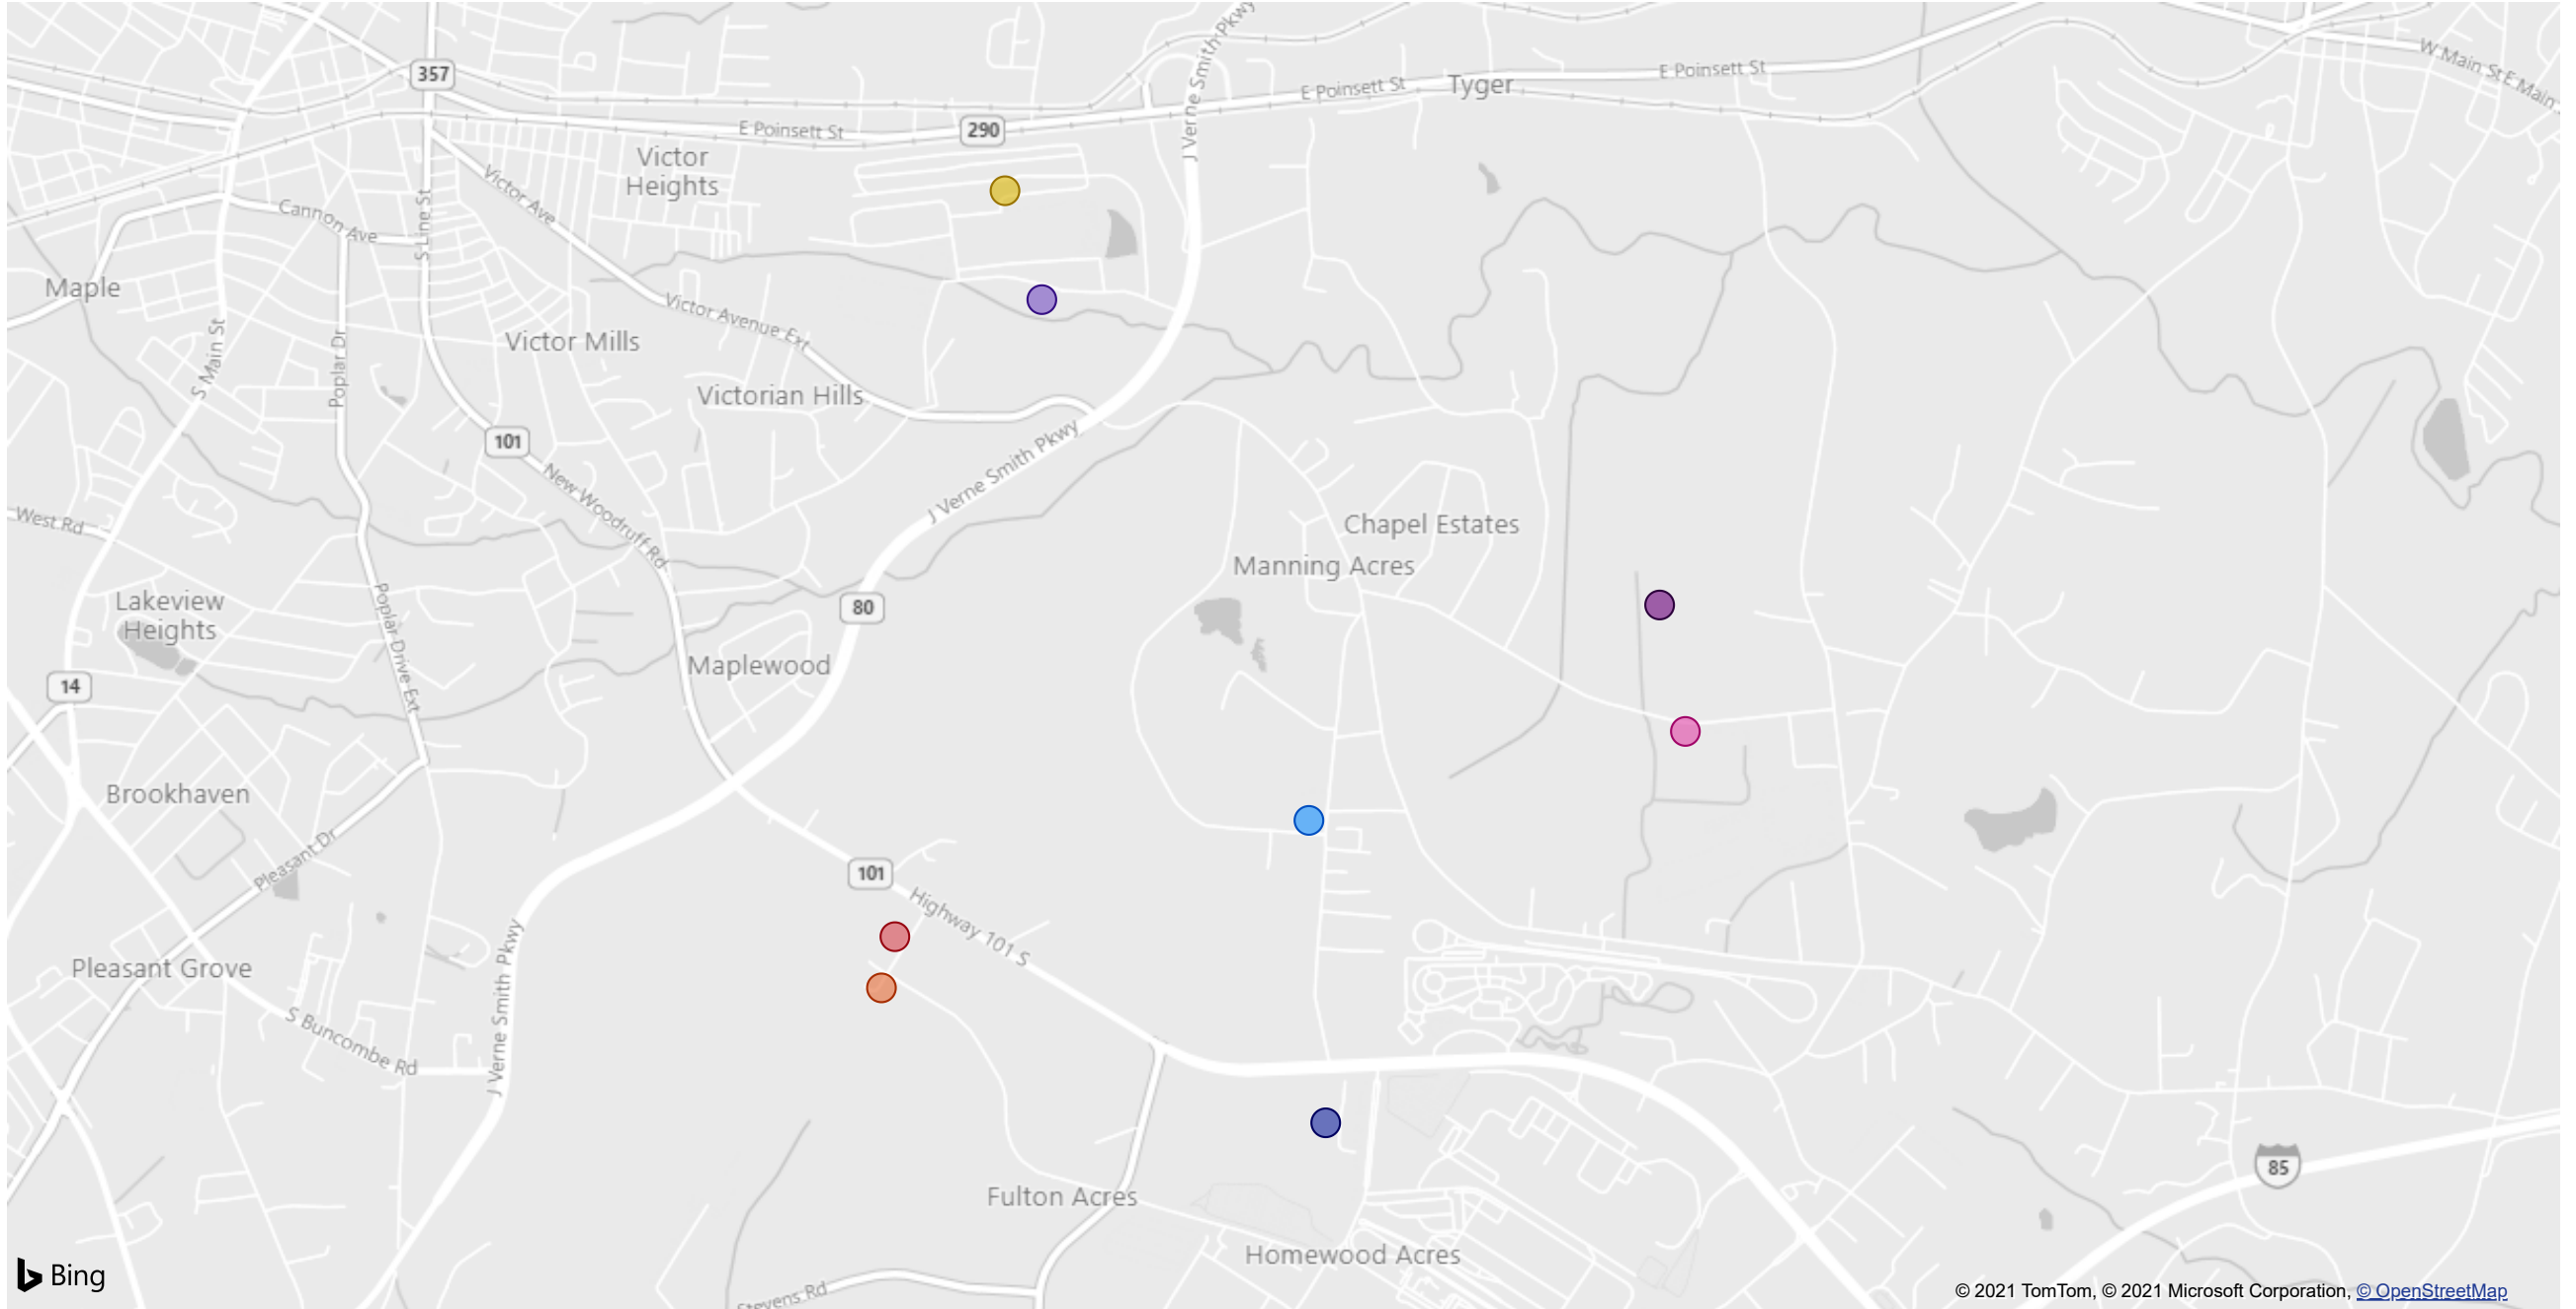 J Verne Smith Pkwy
W Main St E Main
357
E Poinsett St
Tyger
E Poinsett St
E Poinsett St
290
J Verne Smith Pkwy
Victor
Heights
Victor Ave
S Line St
Cannon Ave
Maple
Victor Avenue Ext
Victor Mills
S Main St
Poplar Dr
Victorian Hills
101
J Verne Smith Pkwy
New Woodruff Rd
West Rd
Chapel Estates
Manning Acres
Lakeview
Heights
80
Poplar Drive Ext
Maplewood
14
Brookhaven
Pleasant Dr
101
Highway 101 S
Pleasant Grove
J Verne Smith Pkwy
S Buncombe Rd
85
Fulton Acres
Homewood Acres
Stevens Rd
Bing
© 2021 TomTom, © 2021 Microsoft Corporation, © OpenStreetMap